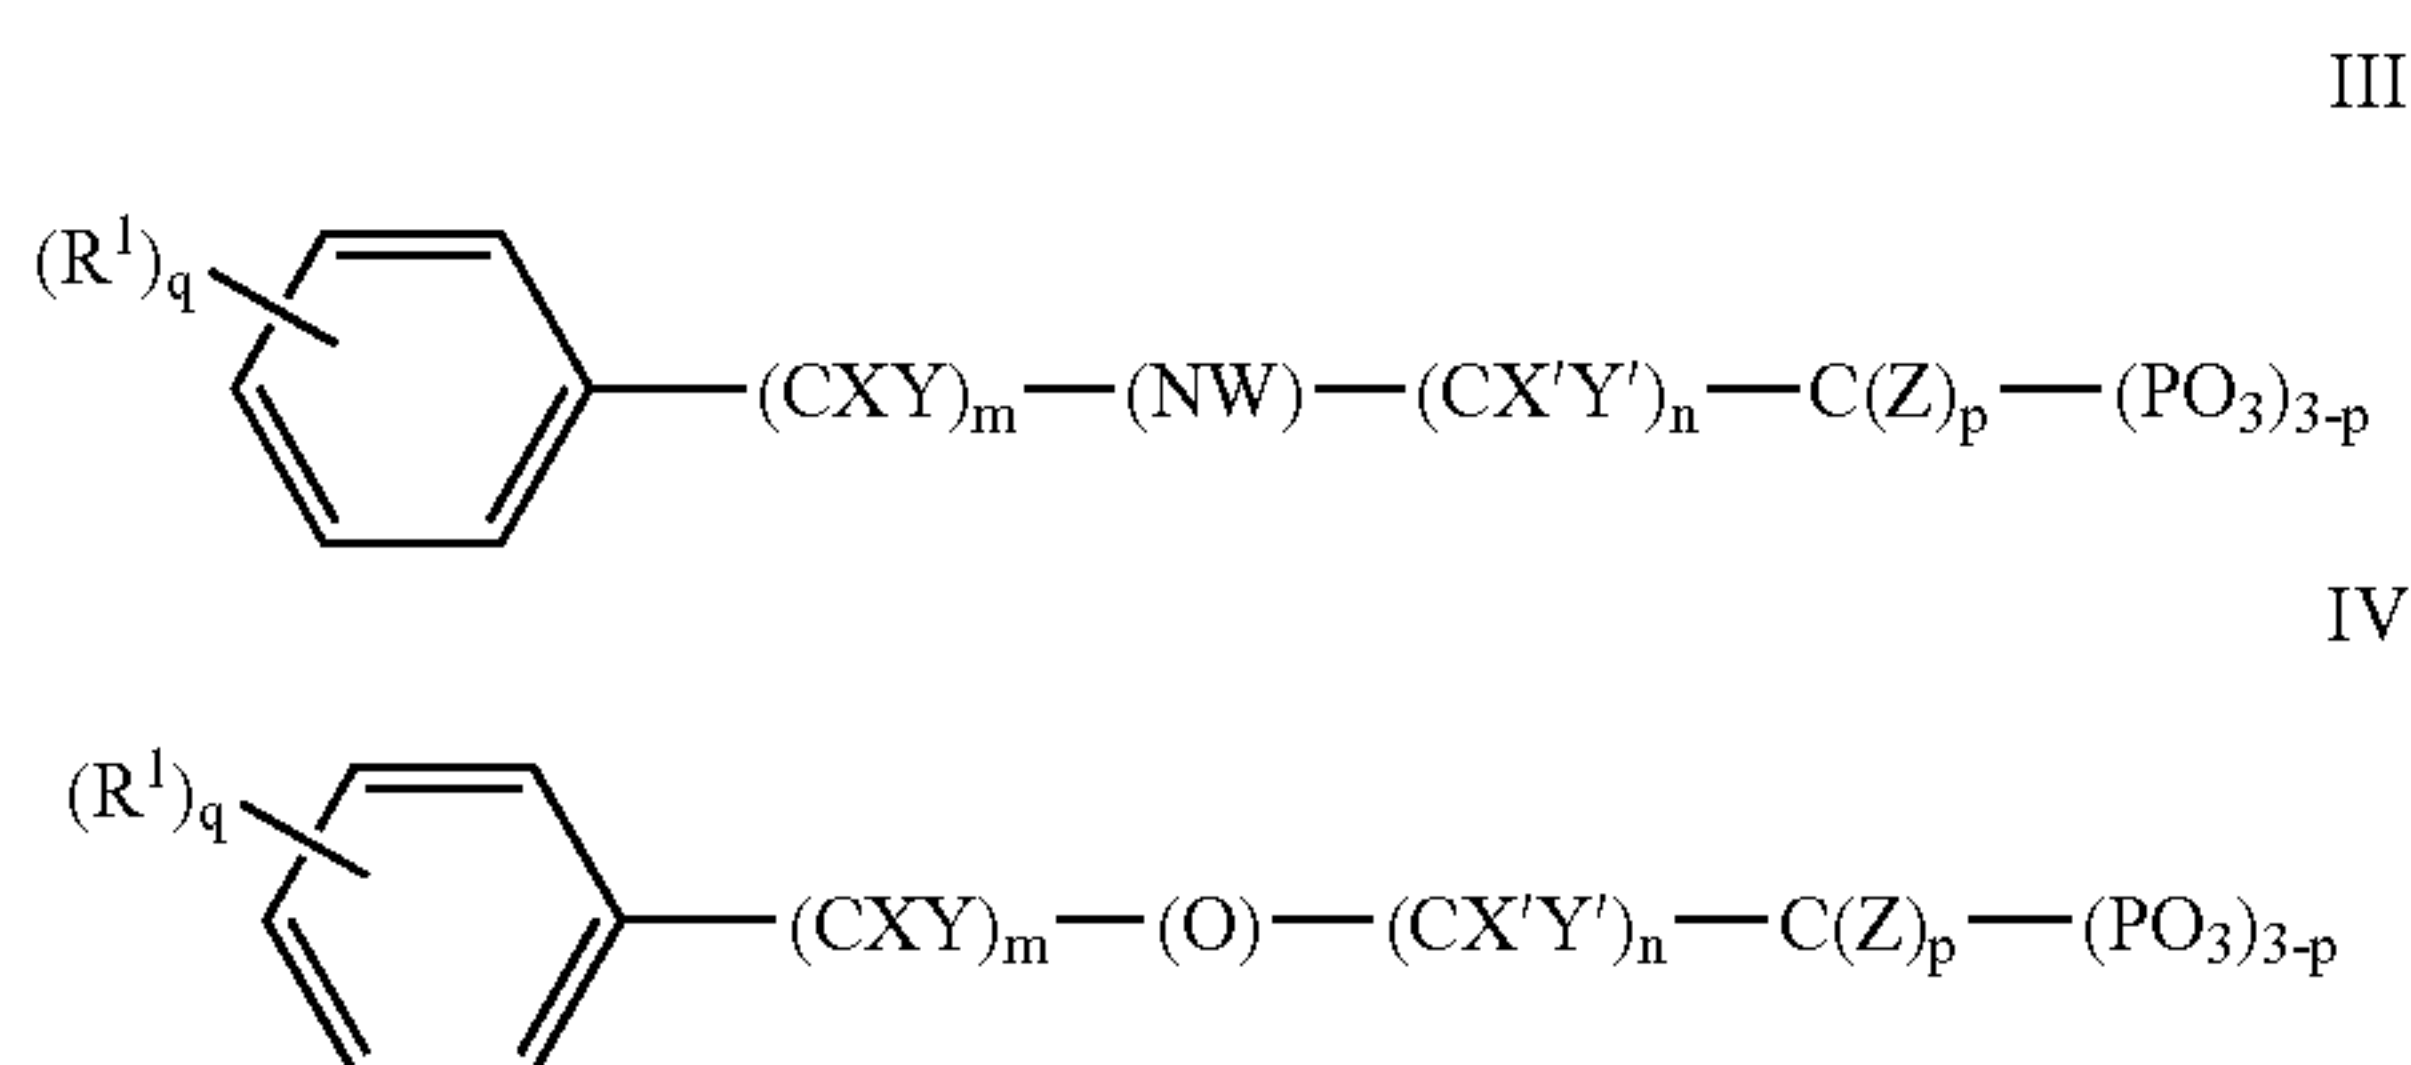 III
(R¹)q (CXY)m—(NW)—(CX'Y')n—C(Z)p—(PO₃)₃₋p
IV
(R¹)q (CXY)m—(O)—(CX'Y')n—C(Z)p—(PO₃)₃₋p